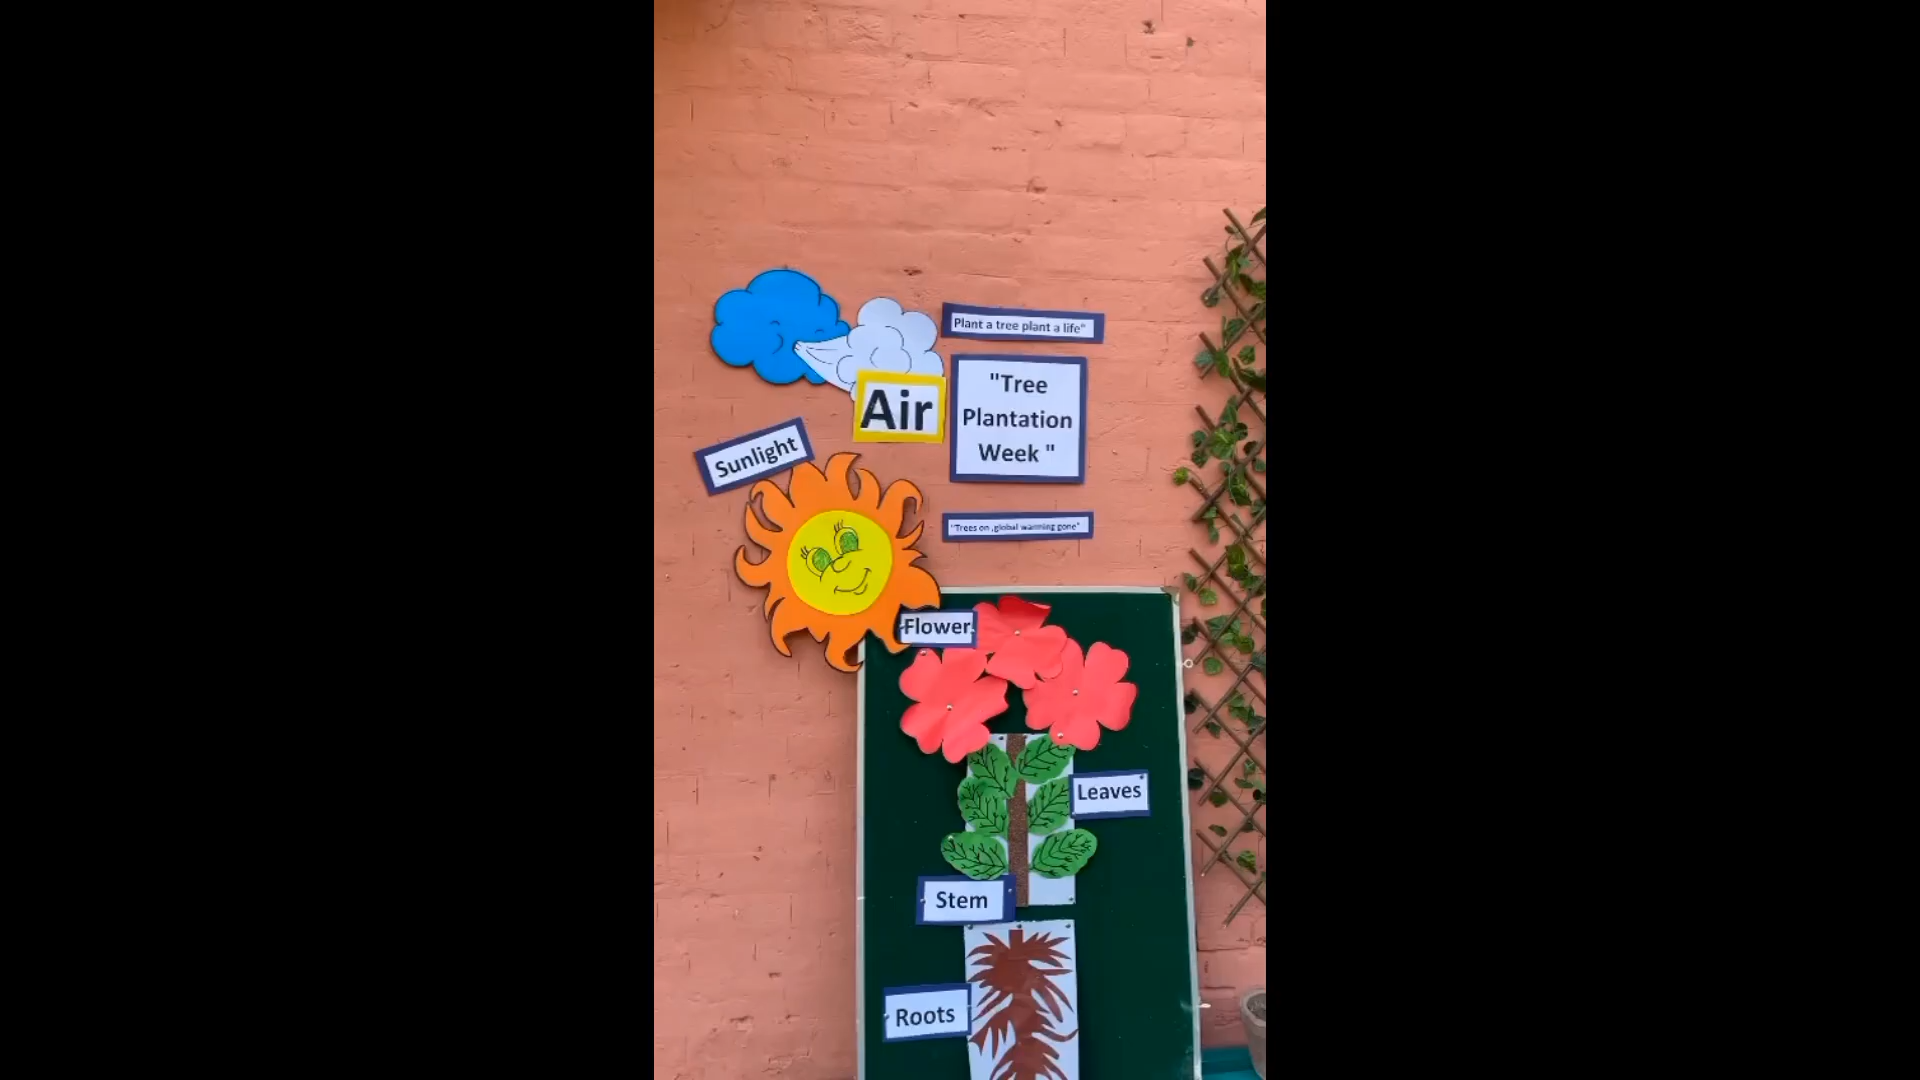 Plant a tree plant a life"
Air
"Tree
Plantation
Week "
Sunlight
"Trees on ,global warming gone"
Flower
Leaves
Stem
Roots